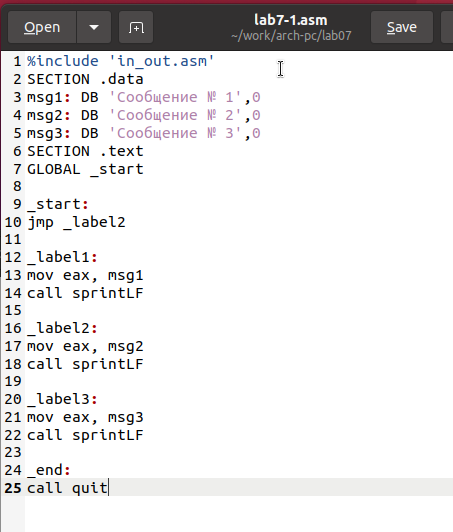 Open
lab7-1.asm
~/work/arch-pc/lab07
Save
1 %include 'in_out.asm'
2 SECTION .data
3 msg1: DB 'Сообщение № 1',0
4 msg2: DB 'Сообщение № 2',0
5 msg3: DB 'Сообщение № 3',0
6 SECTION .text
7 GLOBAL _start
8
9 _start:
10 jmp _label2
11
12 _label1:
13 mov eax, msg1
14 call sprintLF
15
16 _label2:
17 mov eax, msg2
18 call sprintLF
19
20 _label3:
21 mov eax, msg3
22 call sprintLF
23
24 _end:
25 call quit